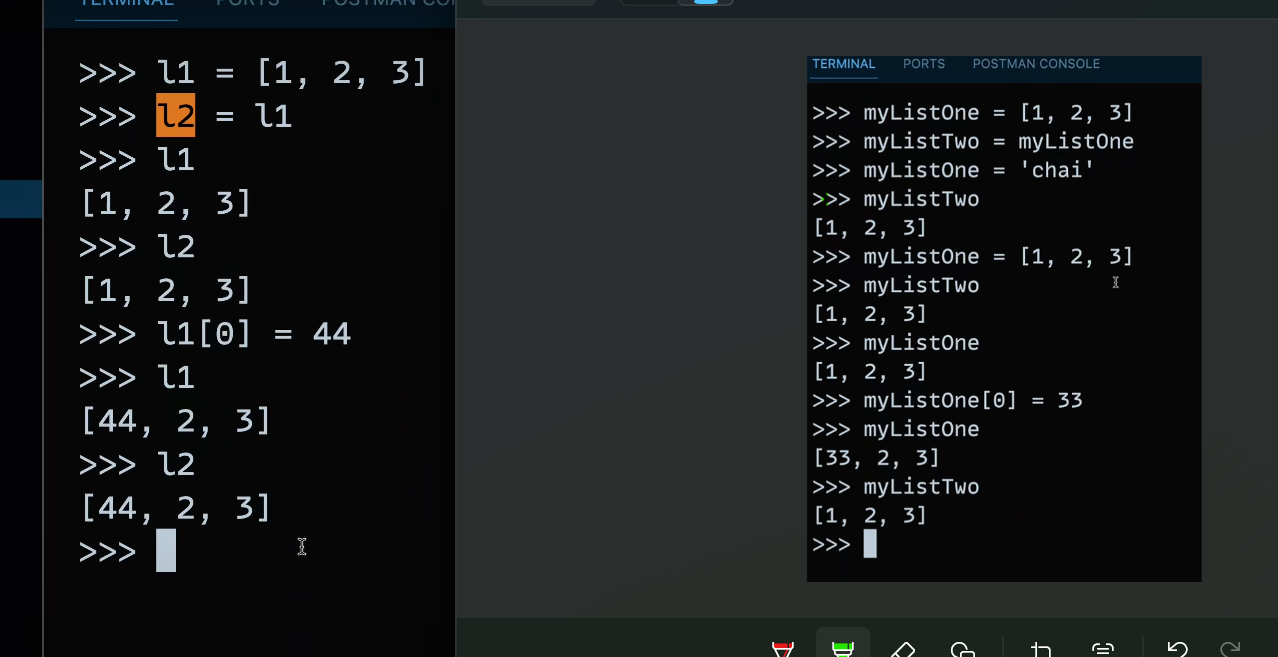 TERMINAL PORTS POSTMAN CO
>>> l1 = [1, 2, 3]
>>> l2 = l1
>>> l1
[1, 2, 3]
>>> l2
[1, 2, 3]
>>> l1[0] = 44
>>> l1
[44, 2, 3]
>>> l2
[44, 2, 3]
>>>
TERMINAL PORTS POSTMAN CONSOLE
>>> myListOne = [1, 2, 3]
>>> myListTwo = myListOne
>>> myListOne = 'chai'
>>> myListTwo
[1, 2, 3]
>>> myListOne = [1, 2, 3]
>>> myListTwo
[1, 2, 3]
>>> myListOne
[1, 2, 3]
>>> myListOne[0] = 33
>>> myListOne
[33, 2, 3]
>>> myListTwo
[1, 2, 3]
>>>